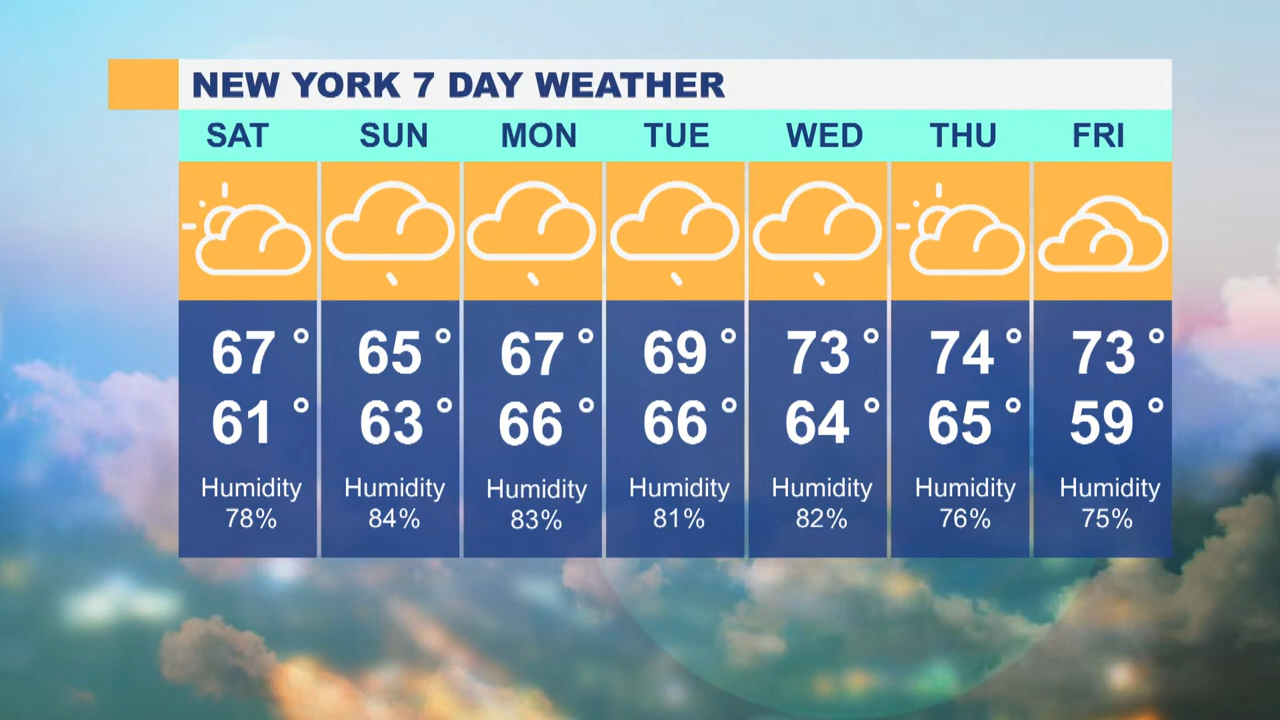 NEW YORK 7 DAY WEATHER
SAT SUN MON TUE WED THU FRI
67° 65° 67° 69° 73° 74° 73°
61° 63° 66° 66° 64° 65° 59°
Humidity Humidity Humidity Humidity Humidity Humidity Humidity
78% 84% 83% 81% 82% 76% 75%